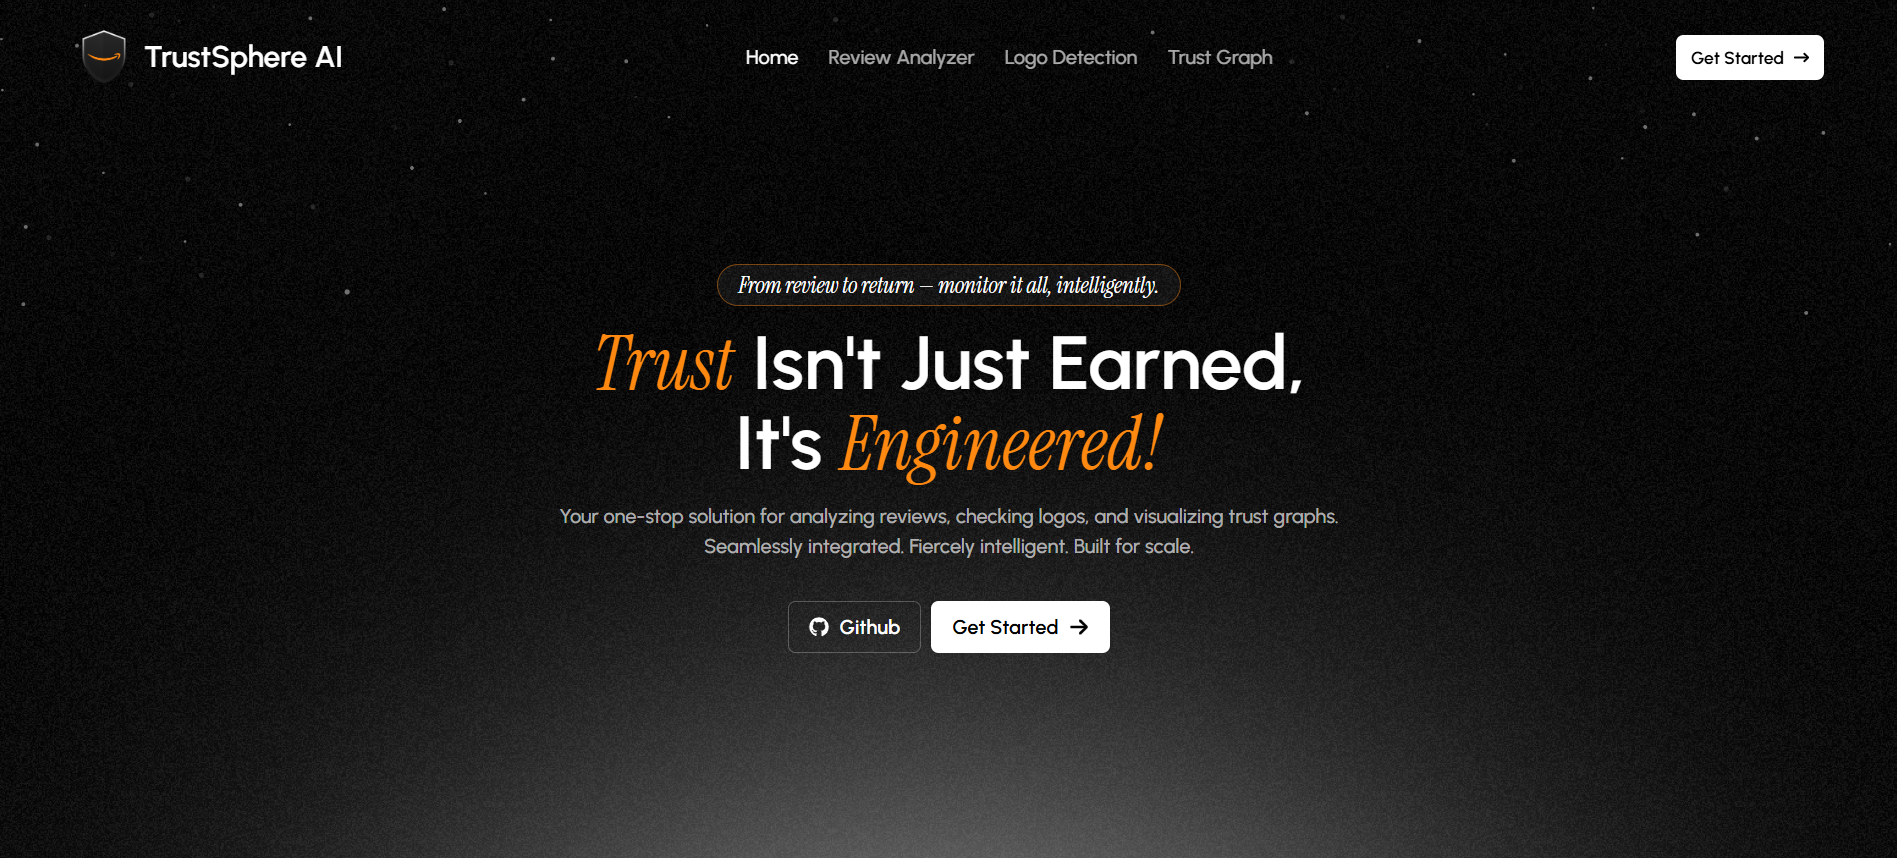 TrustSphere AI
Home
Review Analyzer
Logo Detection
Trust Graph
Get Started
From review to return – monitor it all, intelligently.
Trust Isn't Just Earned,
It's Engineered!
Your one-stop solution for analyzing reviews, checking logos, and visualizing trust graphs.
Seamlessly integrated. Fiercely intelligent. Built for scale.
Github
Get Started